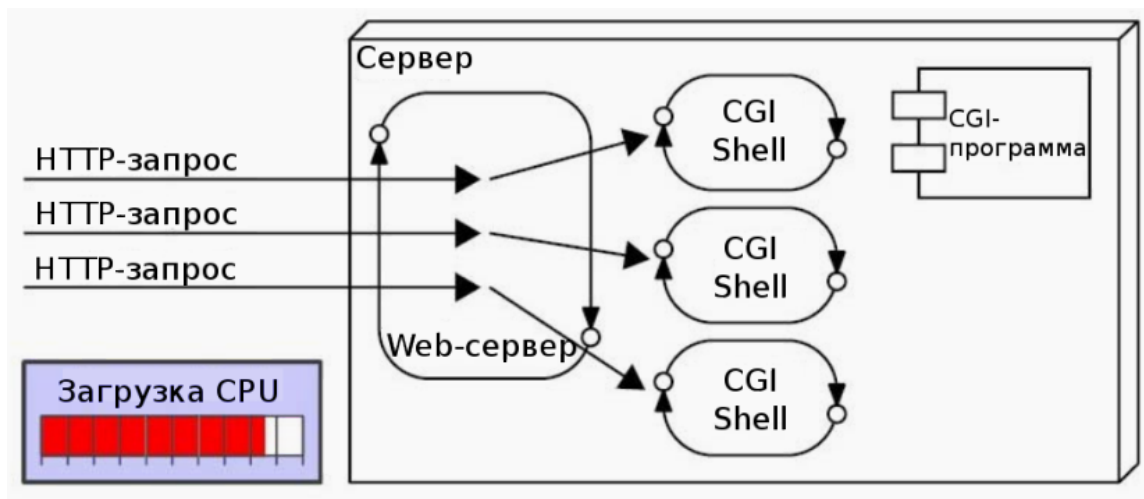 Сервер
CGI
Shell
CGI-
программа
HTTP-запрос
HTTP-запрос
HTTP-запрос
CGI
Shell
Web-сервер
CGI
Shell
Загрузка CPU